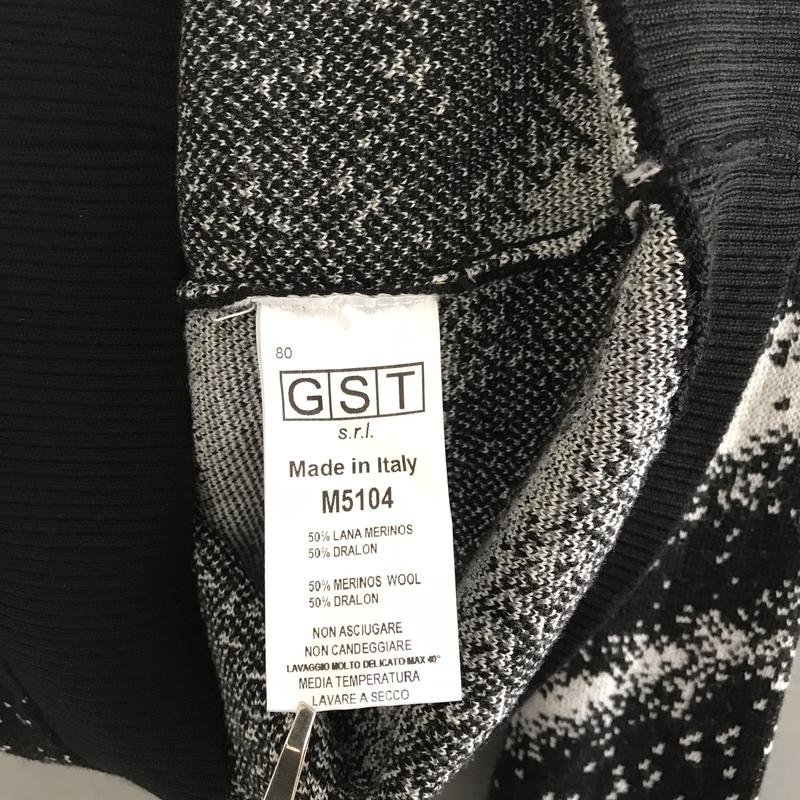 80
GST
s.r.l.
Made in Italy
M5104
50% LANA MERINOS
50% DRALON
50% MERINOS WOOL
50% DRALON
NON ASCIUGARE
NON CANDEGGIARE
LAVAGGIO MOLTO DELICATO MAX 40°
MEDIA TEMPERATURA
LAVARE A SECCO